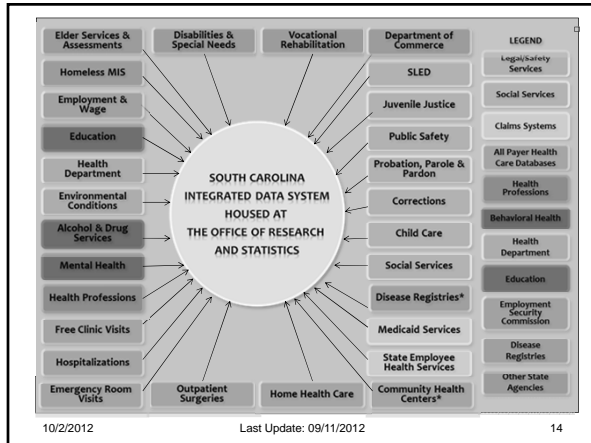 Elder Services &
Assessments
Disabilities &
Special Needs
Vocational
Rehabilitation
Department of
Commerce
Homeless MIS
Employment &
Wage
Education
Health
Department
Environmental
Conditions
Alcohol & Drug
Services
Mental Health
Health Professions
Free Clinic Visits
Hospitalizations
Emergency Room
Visits
SOUTH CAROLINA
INTEGRATED DATA SYSTEM
HOUSED AT
THE OFFICE OF RESEARCH
AND STATISTICS
Outpatient
Surgeries
Home Health Care
SLED
Juvenile Justice
Public Safety
Probation, Parole &
Pardon
Corrections
Child Care
Social Services
Disease Registries*
Medicaid Services
State Employee
Health Services
Community Health
Centers*
LEGEND
Legal/Safety
Services
Social Services
Claims Systems
All Payer Health
Care Databases
Health
Professions
Behavioral Health
Health
Department
Education
Employment
Security
Commission
Disease
Registries
Other State
Agencies
10/2/2012
Last Update: 09/11/2012
14